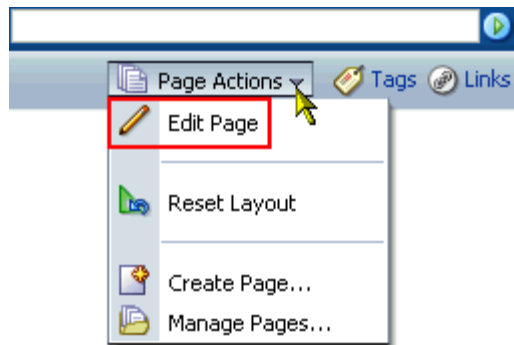 Page Actions Tags Links
Edit Page
Reset Layout
Create Page...
Manage Pages...